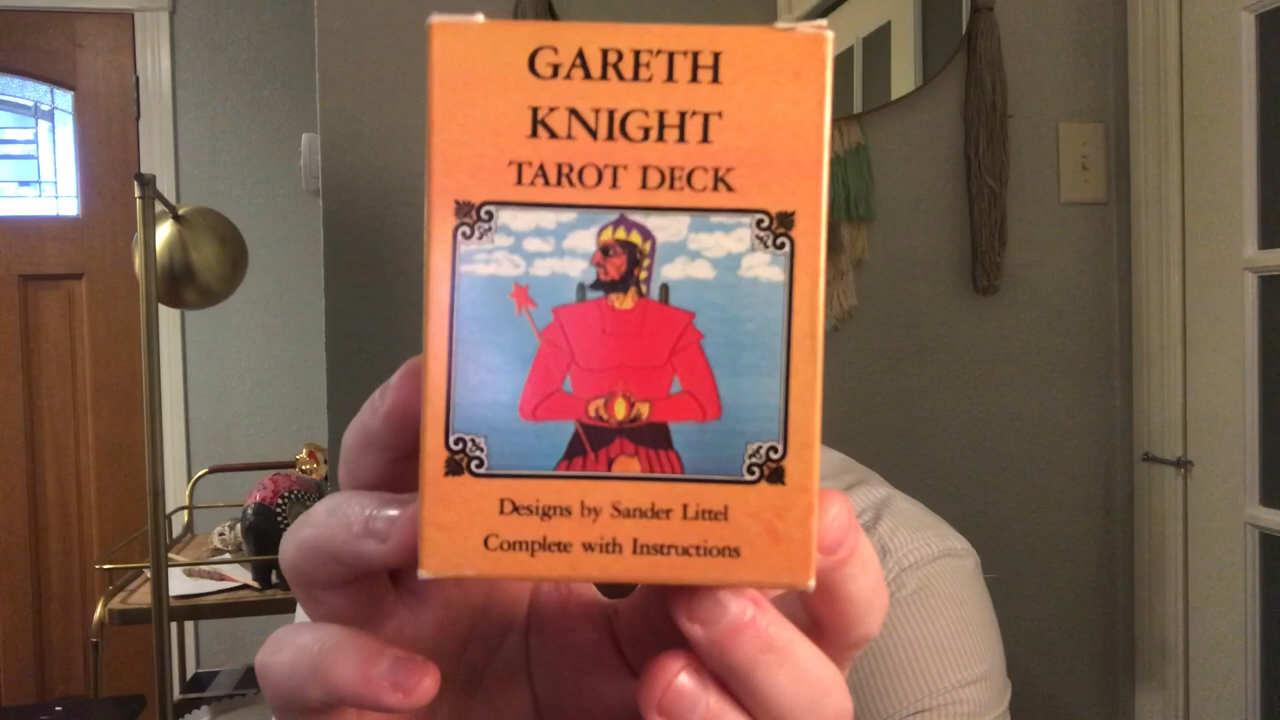 GARETH
KNIGHT
TAROT DECK
Designs by Sander Littel
Complete with Instructions